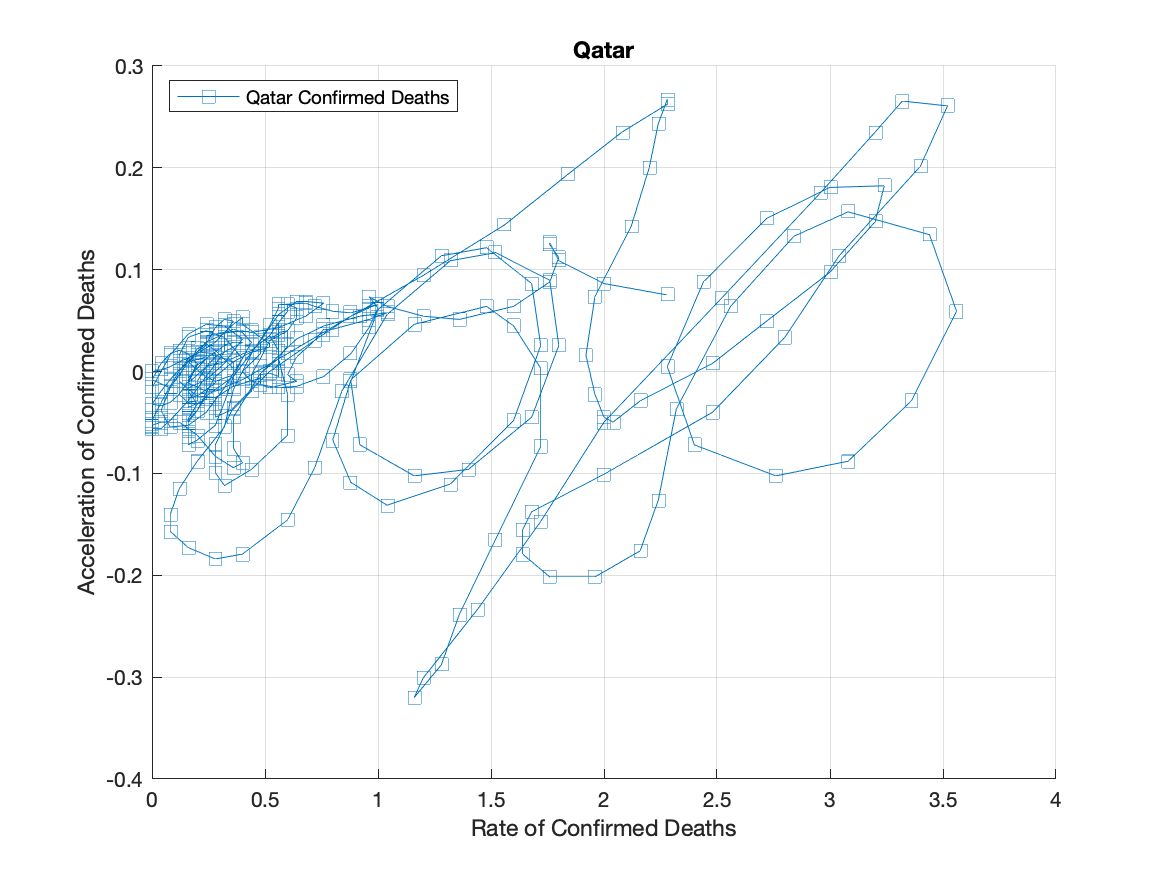 Qatar
Qatar Confirmed Deaths
Acceleration of Confirmed Deaths
0.3
0.2
0.1
0
-0.1
-0.2
-0.3
-0.4
0 0.5 1 1.5 2 2.5 3 3.5 4
Rate of Confirmed Deaths